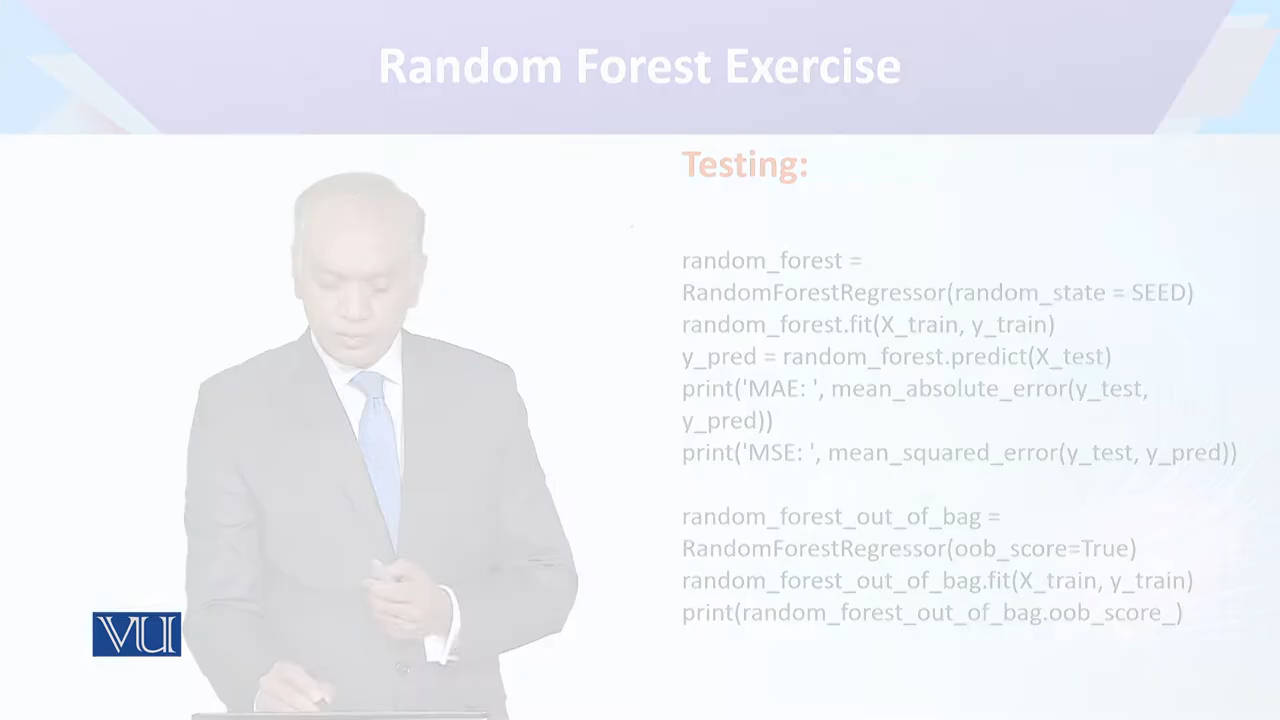 Random Forest Exercise
Testing:
random_forest =
RandomForestRegressor(random_state = SEED)
random_forest.fit(X_train, y_train)
y_pred = random_forest.predict(X_test)
print('MAE: ', mean_absolute_error(y_test,
y_pred))
print('MSE: ', mean_squared_error(y_test, y_pred))
random_forest_out_of_bag =
RandomForestRegressor(oob_score=True)
random_forest_out_of_bag.fit(X_train, y_train)
print(random_forest_out_of_bag.oob_score_)
VU